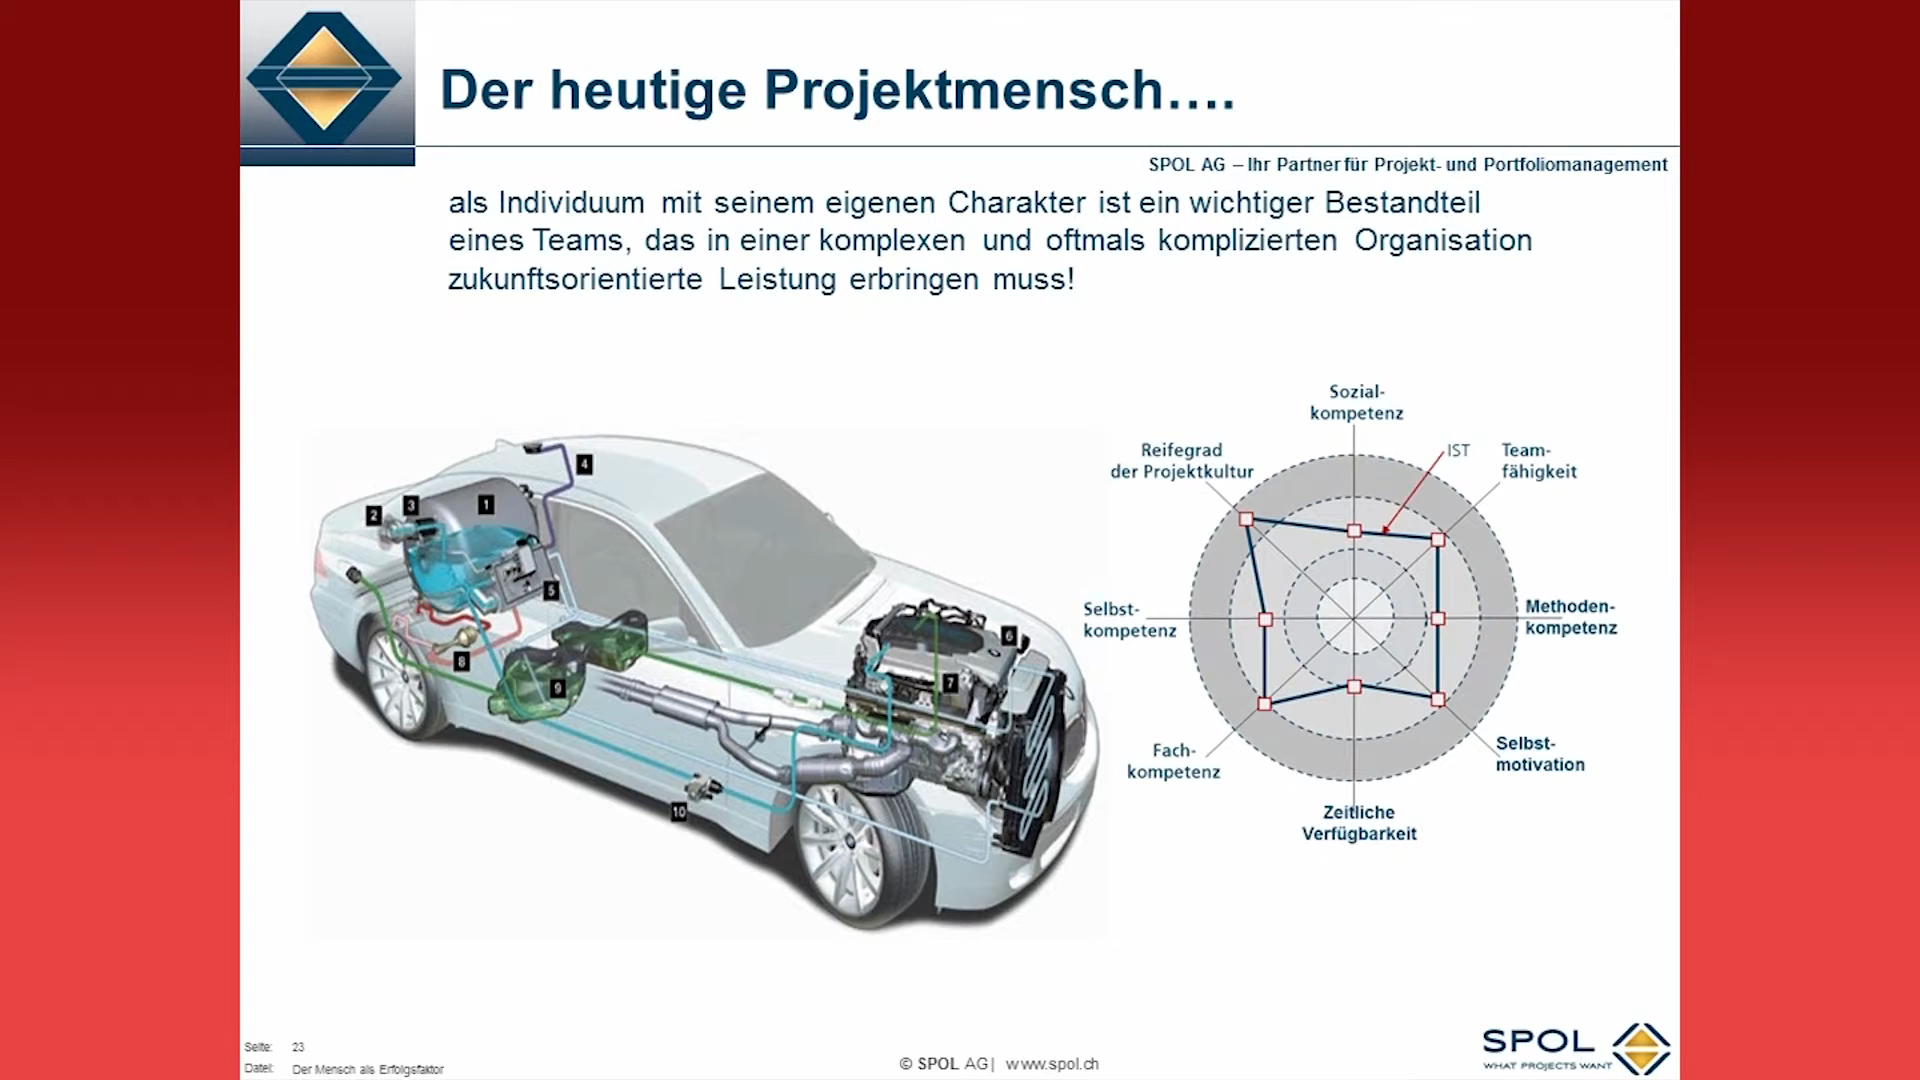 Der heutige Projektmensch....
SPOL AG – Ihr Partner für Projekt- und Portfoliomanagement
als Individuum mit seinem eigenen Charakter ist ein wichtiger Bestandteil
eines Teams, das in einer komplexen und oftmals komplizierten Organisation
zukunftsorientierte Leistung erbringen muss!
4
3
1
2
5
8
9
6
7
10
Sozial-
kompetenz
IST
Team-
fähigkeit
Methoden-
kompetenz
Selbst-
motivation
Zeitliche
Verfügbarkeit
Fach-
kompetenz
Selbst-
kompetenz
Reifegrad
der Projektkultur
Seite: 23
Datei: Der Mensch als Erfolgsfaktor
© SPOL AG | www.spol.ch
SPOL
WHAT PROJECTS WANT